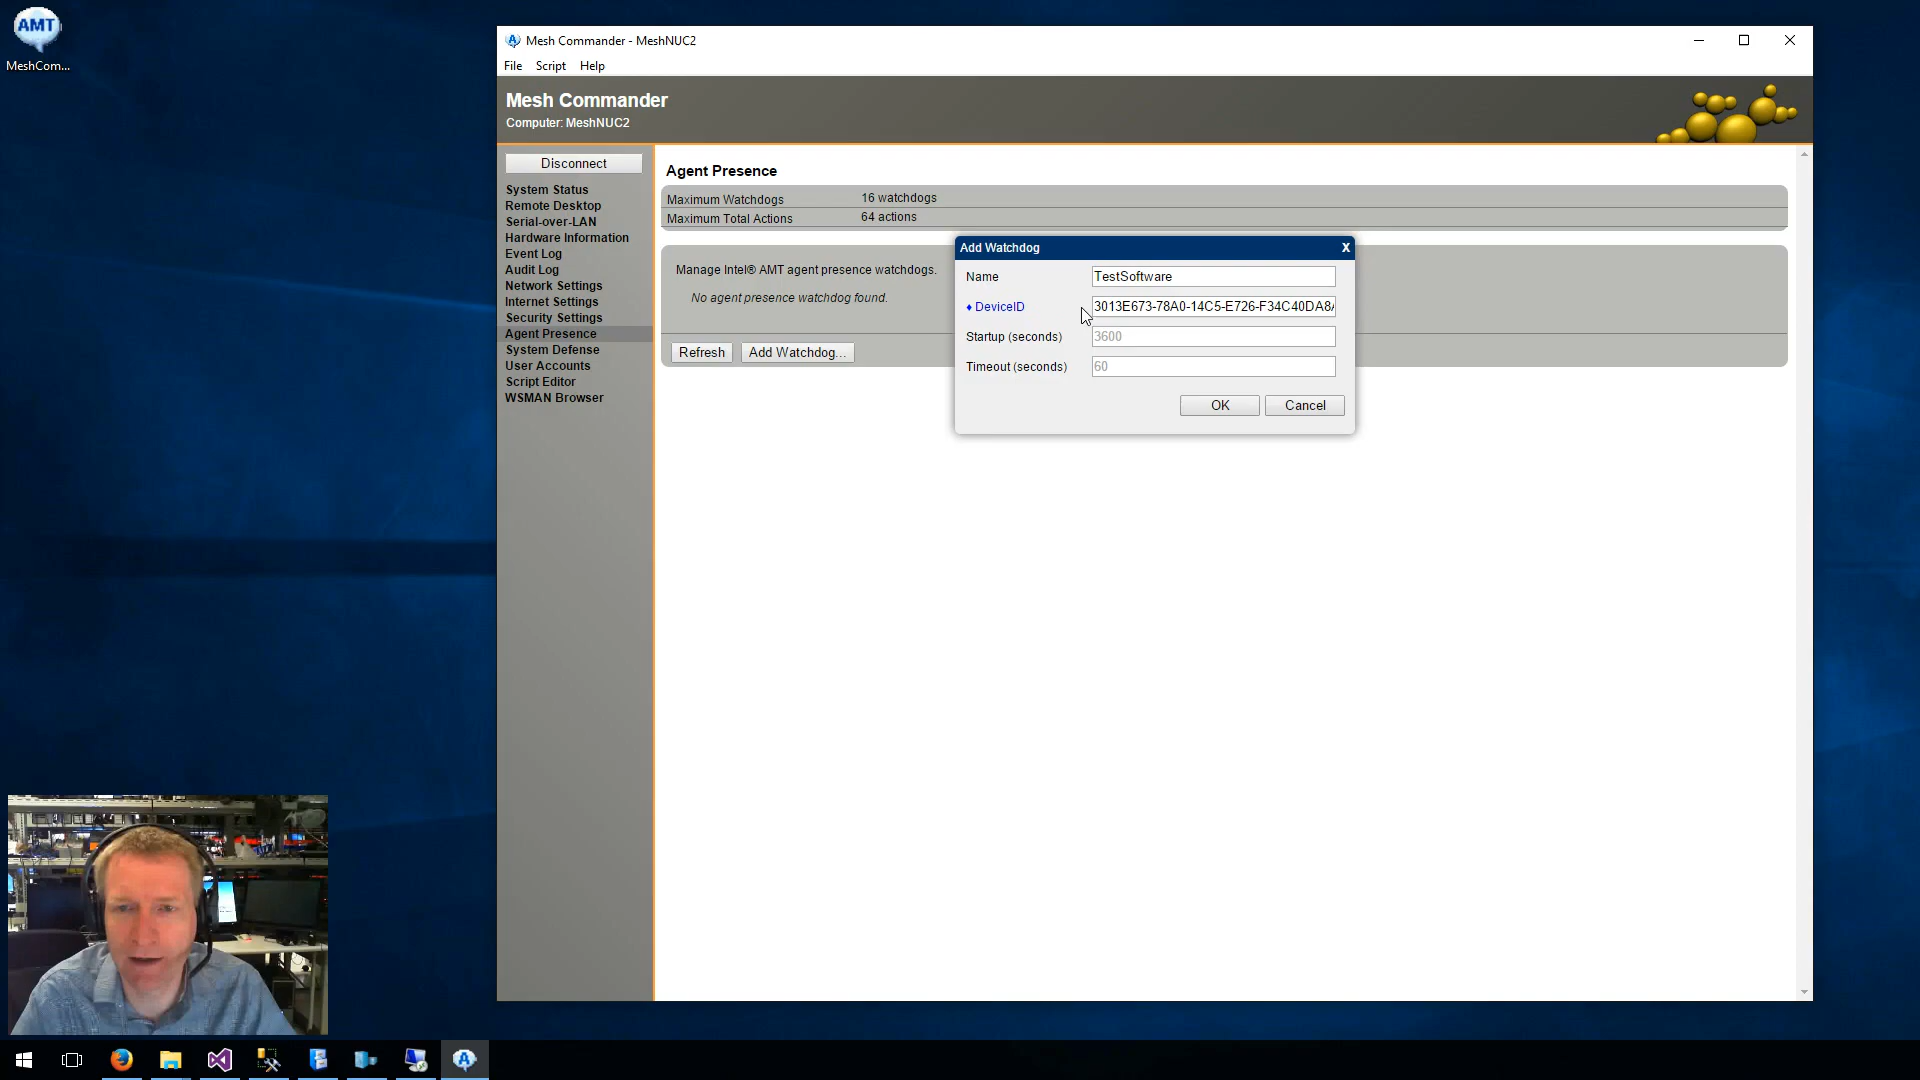 AMT
MeshCom...
Mesh Commander - MeshNUC2
File Script Help
Mesh Commander
Computer: MeshNUC2
Disconnect
System Status
Remote Desktop
Serial-over-LAN
Hardware Information
Event Log
Audit Log
Network Settings
Internet Settings
Security Settings
Agent Presence
System Defense
User Accounts
Script Editor
WSMAN Browser
Agent Presence
Maximum Watchdogs 16 watchdogs
Maximum Total Actions 64 actions
Manage Intel® AMT agent presence watchdogs.
No agent presence watchdog found.
Refresh Add Watchdog...
Add Watchdog X
Name TestSoftware
♦ DeviceID 3013E673-78A0-14C5-E726-F34C40DA8
Startup (seconds) 3600
Timeout (seconds) 60
OK Cancel